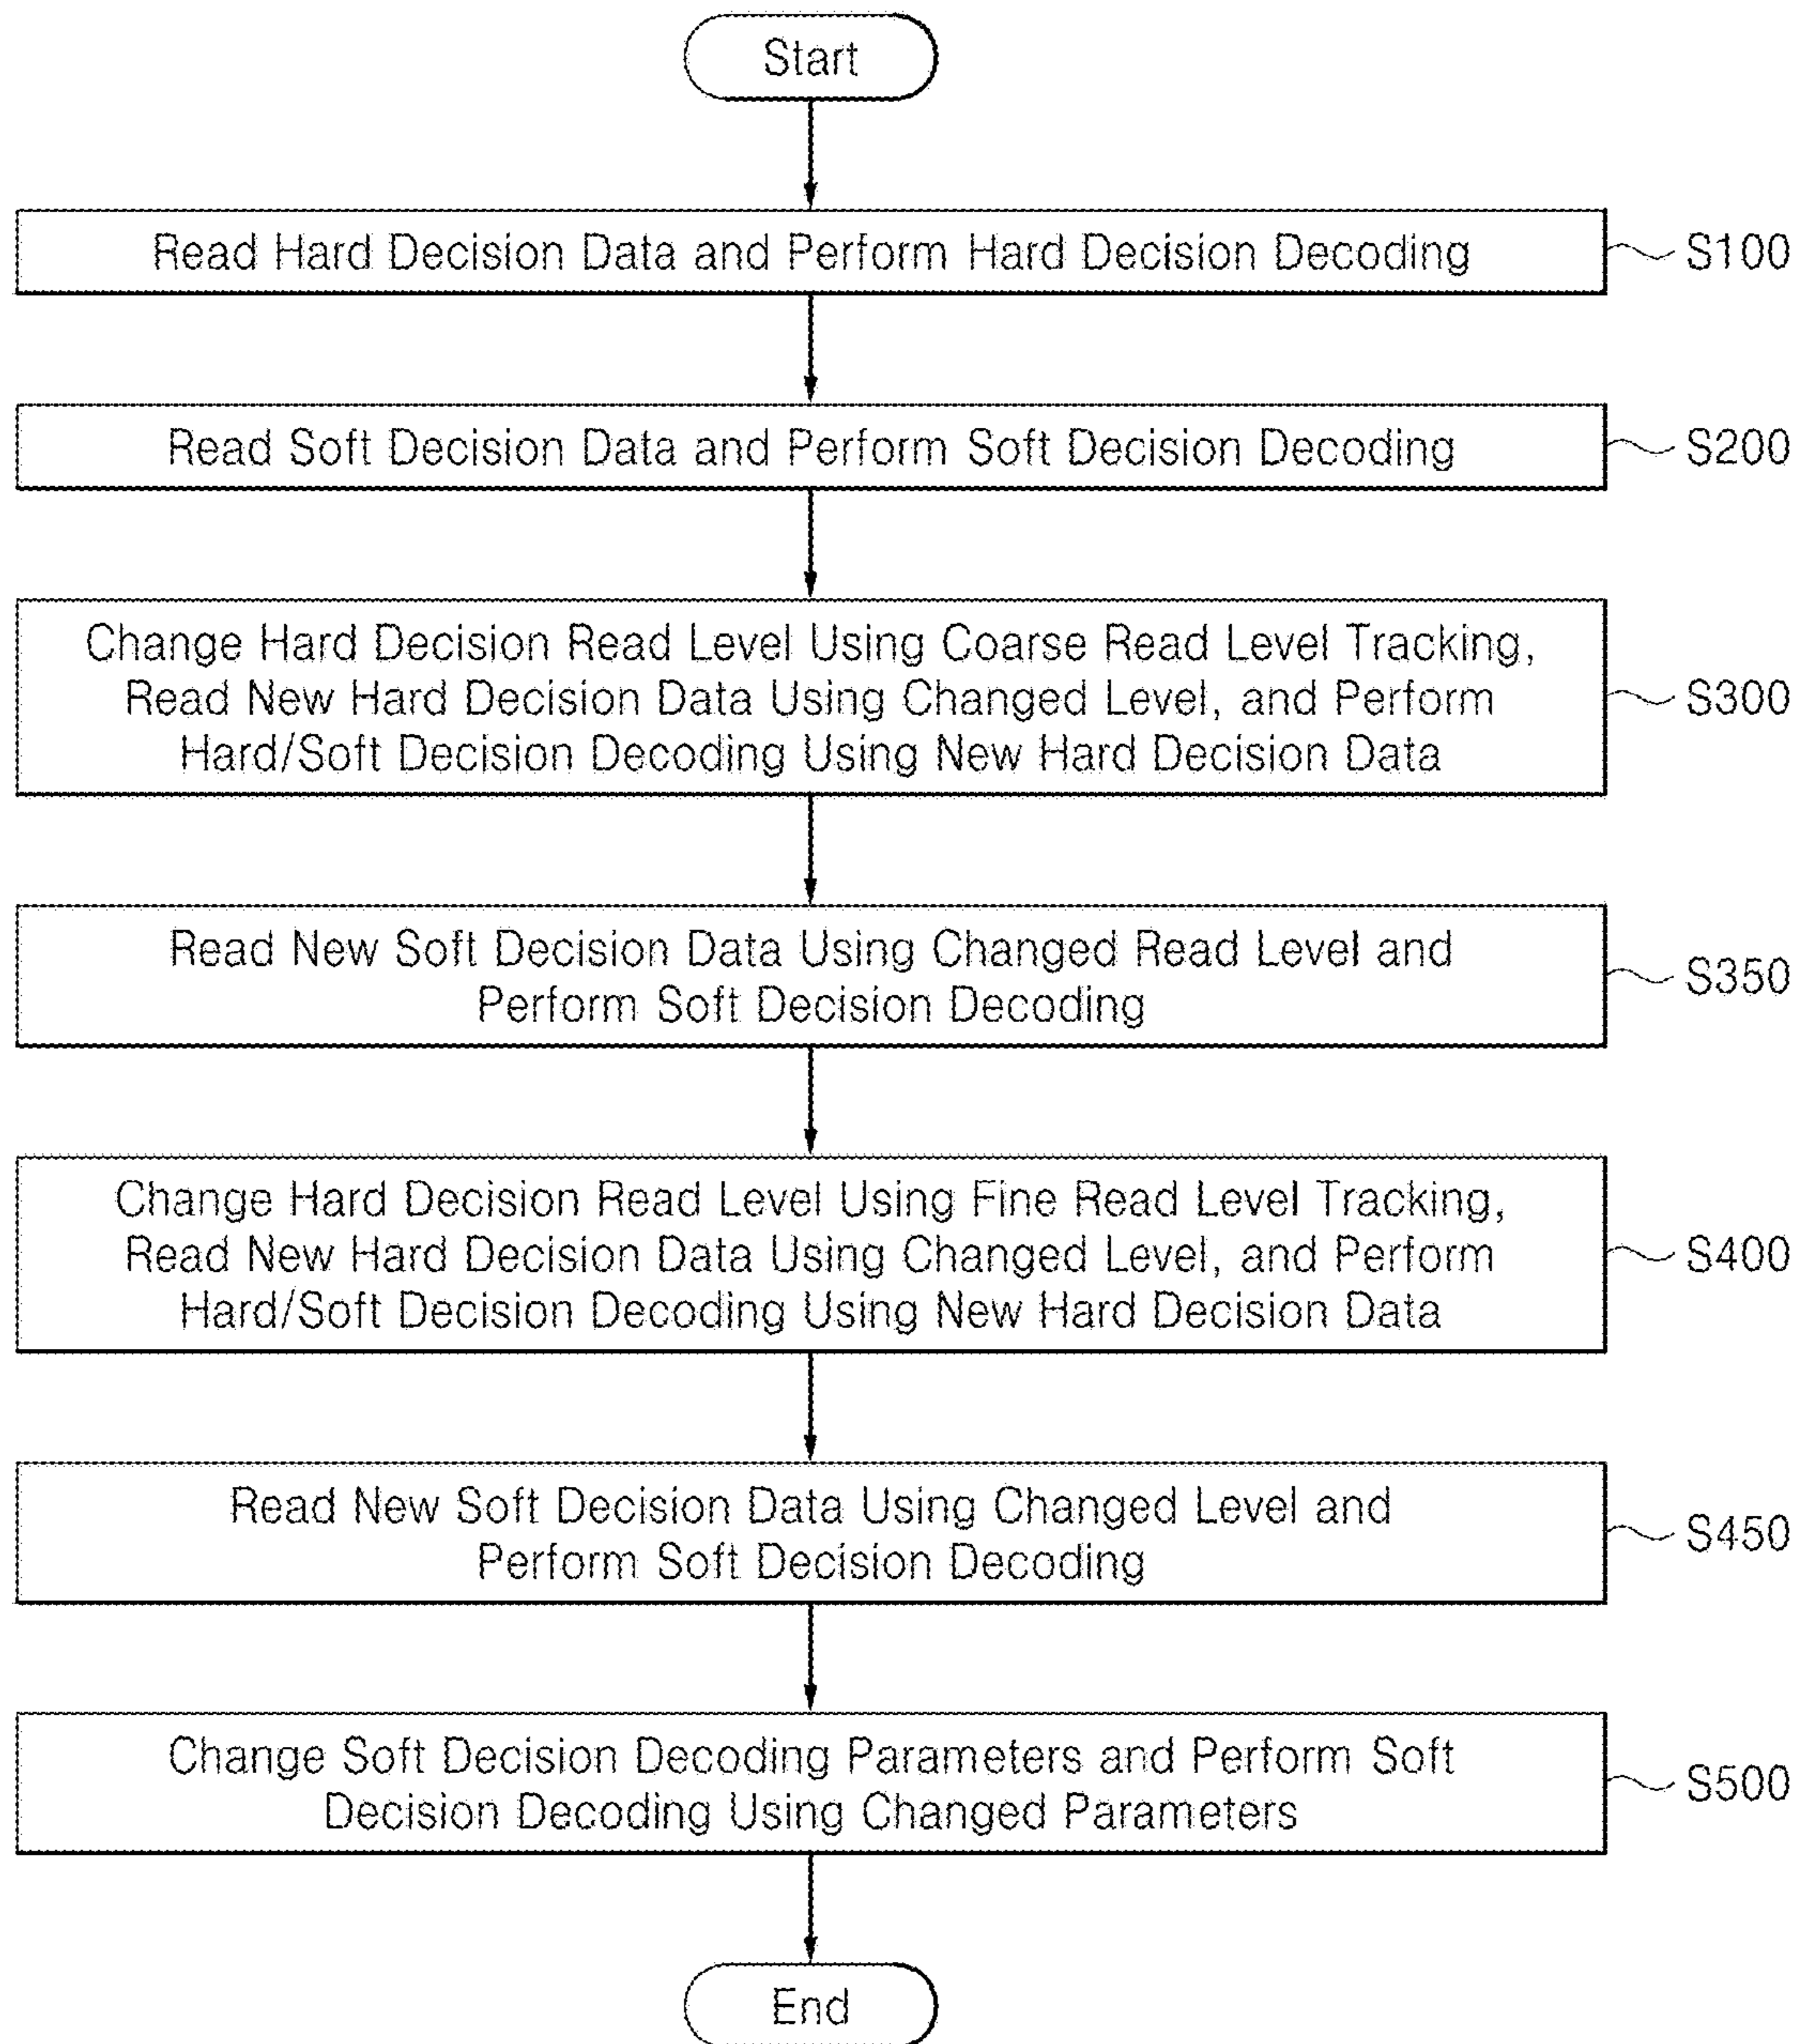 Start
Read Hard Decision Data and Perform Hard Decision Decoding
S100
Read Soft Decision Data and Perform Soft Decision Decoding
S200
Change Hard Decision Read Level Using Coarse Read Level Tracking,
Read New Hard Decision Data Using Changed Level, and Perform
Hard/Soft Decision Decoding Using New Hard Decision Data
S300
Read New Soft Decision Data Using Changed Read Level and
Perform Soft Decision Decoding
S350
Change Hard Decision Read Level Using Fine Read Level Tracking,
Read New Hard Decision Data Using Changed Level, and Perform
Hard/Soft Decision Decoding Using New Hard Decision Data
S400
Read New Soft Decision Data Using Changed Level and
Perform Soft Decision Decoding
S450
Change Soft Decision Decoding Parameters and Perform Soft
Decision Decoding Using Changed Parameters
S500
End